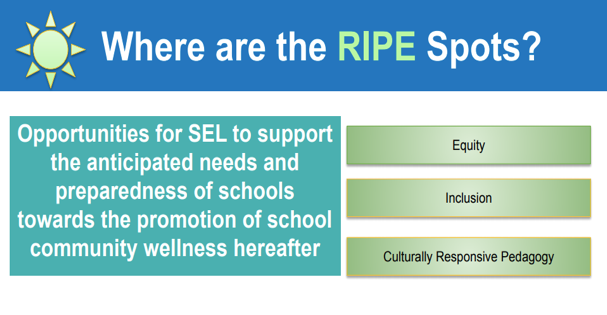 Where are the RIPE Spots?
Opportunities for SEL to support
the anticipated needs and
preparedness of schools
towards the promotion of school
community wellness hereafter
Equity
Inclusion
Culturally Responsive Pedagogy